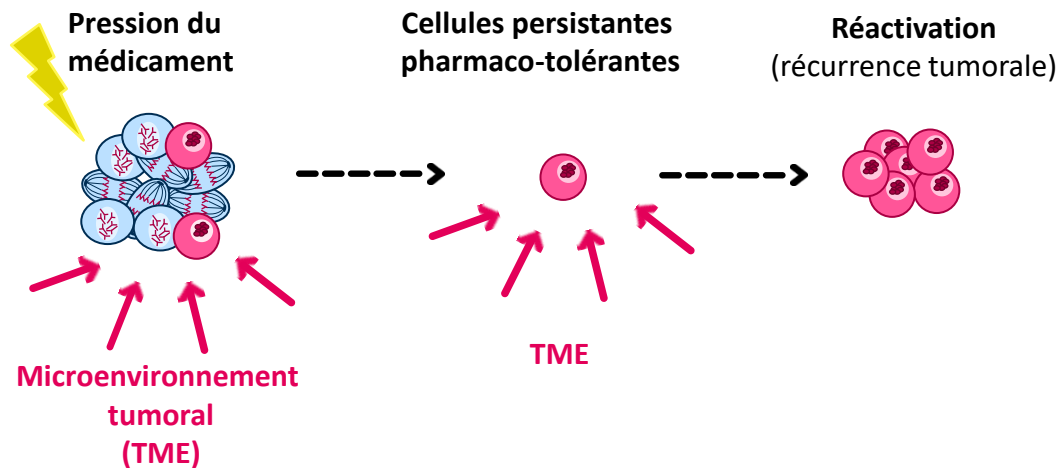 Pression du
médicament
Cellules persistantes
pharmaco-tolérantes
Réactivation
(récurrence tumorale)
Microenvironnement
tumoral
(TME)
TME